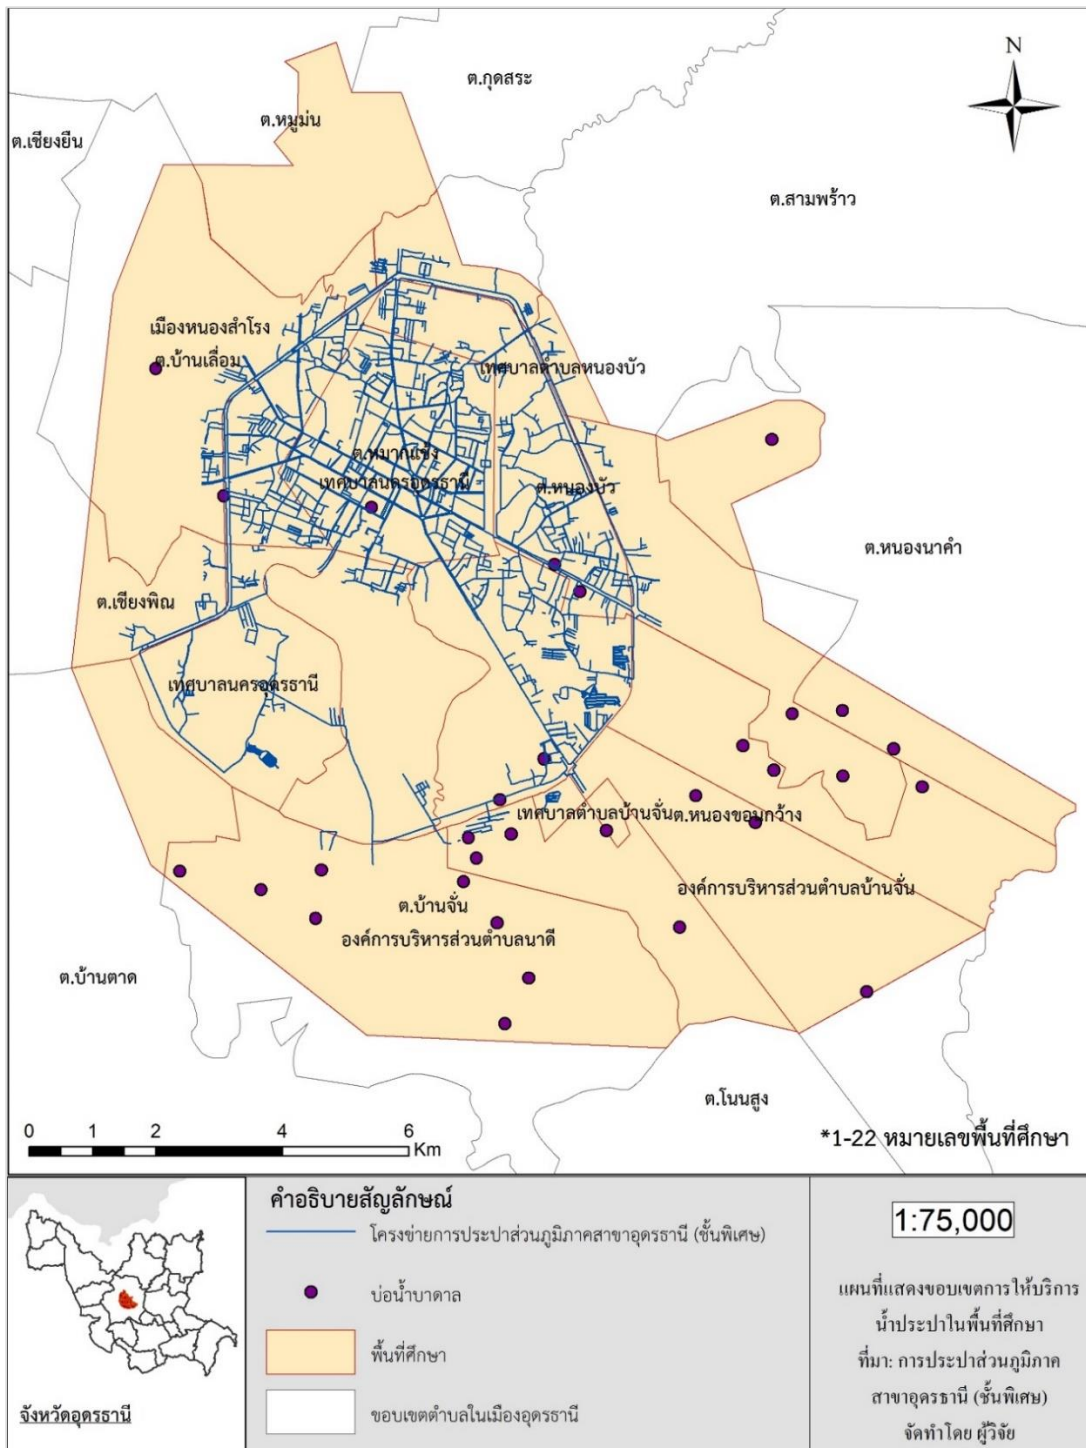 N
ต.กุดสระ
ต.หมูม่น
ต.เชียงยืน
ต.สามพร้าว
เมืองหนองสำโรง
ต.บ้านเลื่อม
เทศบาลตำบลหนองบัว
ต.หมากแข้ง
เทศบาลนครอุดรธานี
ต.หนองบัว
ต.หนองนาคำ
ต.เชียงพิณ
เทศบาลนครอุดรธานี
เทศบาลตำบลบ้านจั่น
ต.หนองขอนกว้าง
องค์การบริหารส่วนตำบลบ้านจั่น
ต.บ้านจั่น
องค์การบริหารส่วนตำบลนาดี
ต.บ้านตาด
ต.โนนสูง
0 1 2 4 6
Km
*1-22 หมายเลขพื้นที่ศึกษา
จังหวัดอุดรธานี
คำอธิบายสัญลักษณ์
โครงข่ายการประปาส่วนภูมิภาคสาขาอุดรธานี (ชั้นพิเศษ)
บ่อน้ำบาดาล
พื้นที่ศึกษา
ขอบเขตตำบลในเมืองอุดรธานี
1:75,000
แผนที่แสดงขอบเขตการให้บริการ
น้ำประปาในพื้นที่ศึกษา
ที่มา: การประปาส่วนภูมิภาค
สาขาอุดรธานี (ชั้นพิเศษ)
จัดทำโดย ผู้วิจัย